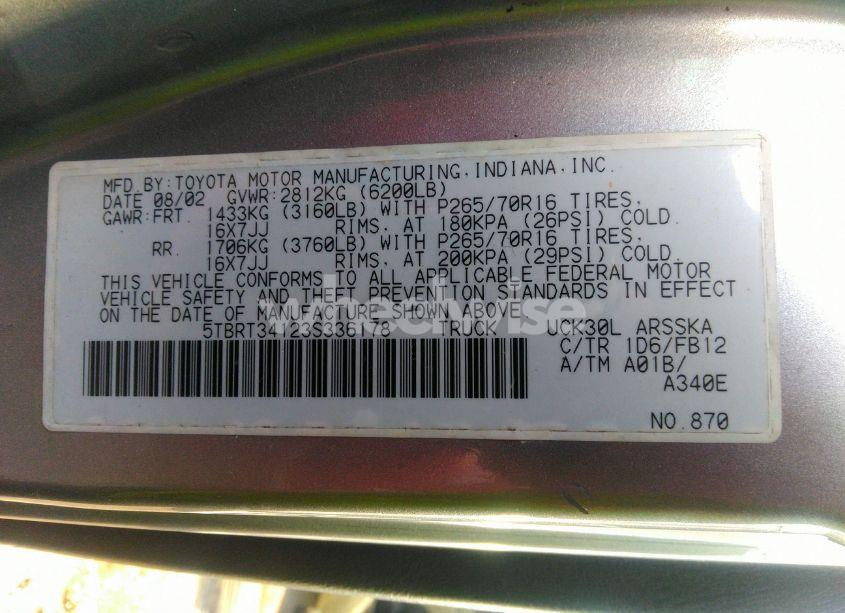 MFD.BY:TOYOTA MOTOR MANUFACTURING,INDIANA,INC.
DATE 08/02 GVWR:2812KG (6200LB)
GAWR:FRT. 1433KG (3160LB) WITH P265/70R16 TIRES,
16X7JJ RIMS, AT 180KPA (26PSI) COLD.
RR. 1706KG (3760LB) WITH P265/70R16 TIRES,
16X7JJ RIMS, AT 200KPA (29PSI) COLD.
THIS VEHICLE CONFORMS TO ALL APPLICABLE FEDERAL MOTOR
VEHICLE SAFETY AND THEFT PREVENTION STANDARDS IN EFFECT
ON THE DATE OF MANUFACTURE SHOWN ABOVE.
5TBRT34123S336178 TRUCK UCK30L ARSSKA
C/TR 1D6/FB12
A/TM A01B/
A340E
NO.870
wheelwise